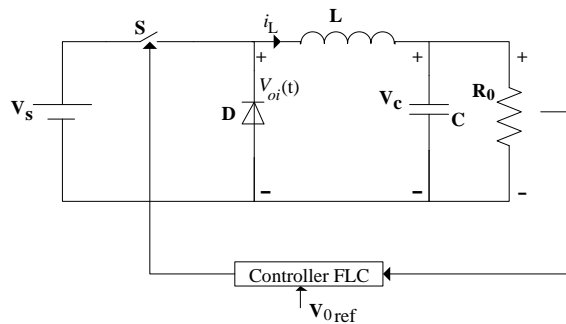 S
i_L
L
+
+
+
V_s
V_oi(t)
D
V_c
C
R_0
-
-
-
Controller FLC
V_0 ref